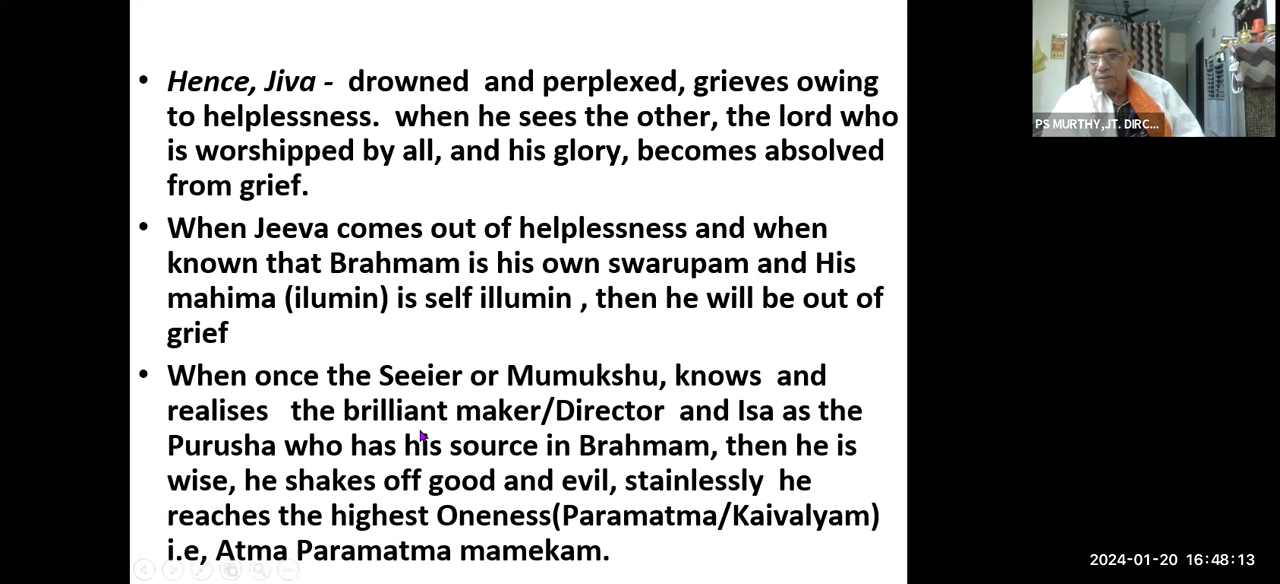 • Hence, Jiva - drowned and perplexed, grieves owing
to helplessness. when he sees the other, the lord who
is worshipped by all, and his glory, becomes absolved
from grief.
• When Jeeva comes out of helplessness and when
known that Brahmam is his own swarupam and His
mahima (ilumin) is self illumin , then he will be out of
grief
• When once the Seeier or Mumukshu, knows and
realises the brilliant maker/Director and Isa as the
Purusha who has his source in Brahmam, then he is
wise, he shakes off good and evil, stainlessly he
reaches the highest Oneness(Paramatma/Kaivalyam)
i.e, Atma Paramatma mamekam.
PS MURTHY,JT. DIRC...
2024-01-20 16:48:13